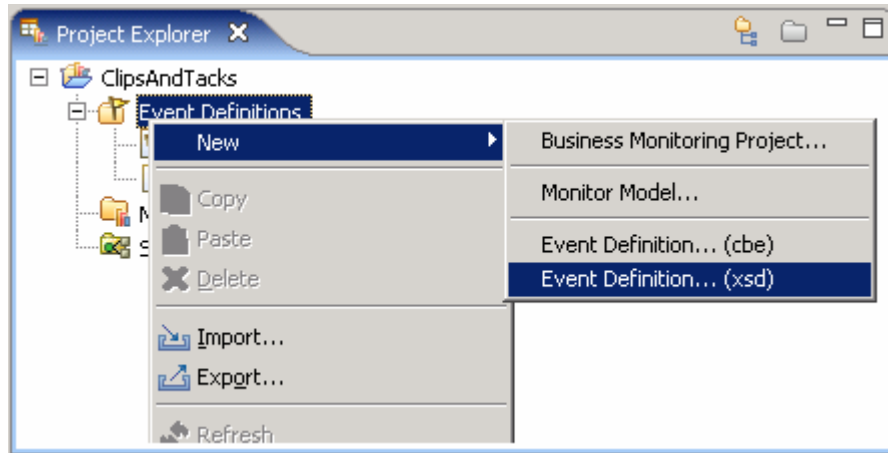 Project Explorer
ClipsAndTacks
Event Definitions
New
Copy
Paste
Delete
Import...
Export...
Refresh
Business Monitoring Project...
Monitor Model...
Event Definition... (cbe)
Event Definition... (xsd)